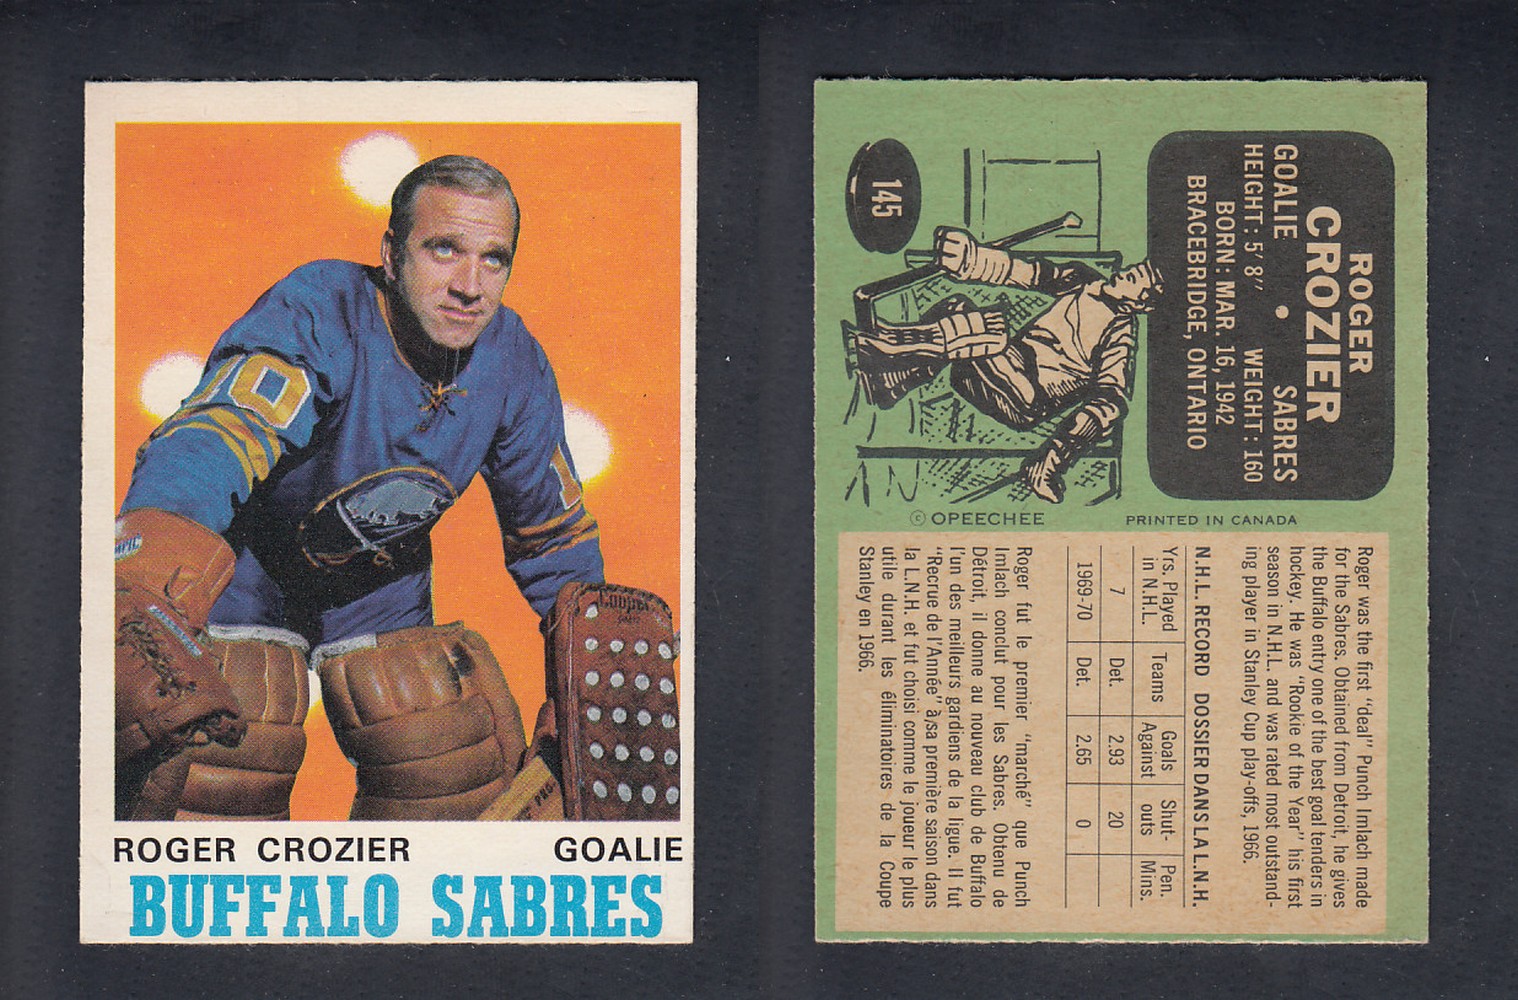 10
1
Cooper
ROGER CROZIER GOALIE
BUFFALO SABRES
145
ROGER
CROZIER
GOALIE • SABRES
HEIGHT: 5' 8" WEIGHT: 160
BORN: MAR. 16, 1942
BRACEBRIDGE, ONTARIO
© OPEECHEE PRINTED IN CANADA
Roger was the first "deal" Punch Imlach made
for the Sabres. Obtained from Detroit, he gives
the Buffalo entry one of the best goal tenders in
hockey. He was "Rookie of the Year" his first
season in N.H.L. and was rated most outstand-
ing player in Stanley Cup play-offs, 1966.
N.H.L. RECORD DOSSIER DANS LA L.N.H.
Yrs. Played Teams Goals Shut- Pen.
in N.H.L. Against outs Mins.
7 Det. 2.93 20
1969-70 Det. 2.65 0
Roger fut le premier "marché" que Punch
Imlach conclut pour les Sabres. Obtenu de
Détroit, il donne au nouveau club de Buffalo
l'un des meilleurs gardiens de la ligue. Il fut
"Recrue de l'Année" à sa première saison dans
la L.N.H. et fut choisi comme le joueur le plus
utile durant les éliminatoires de la Coupe
Stanley en 1966.